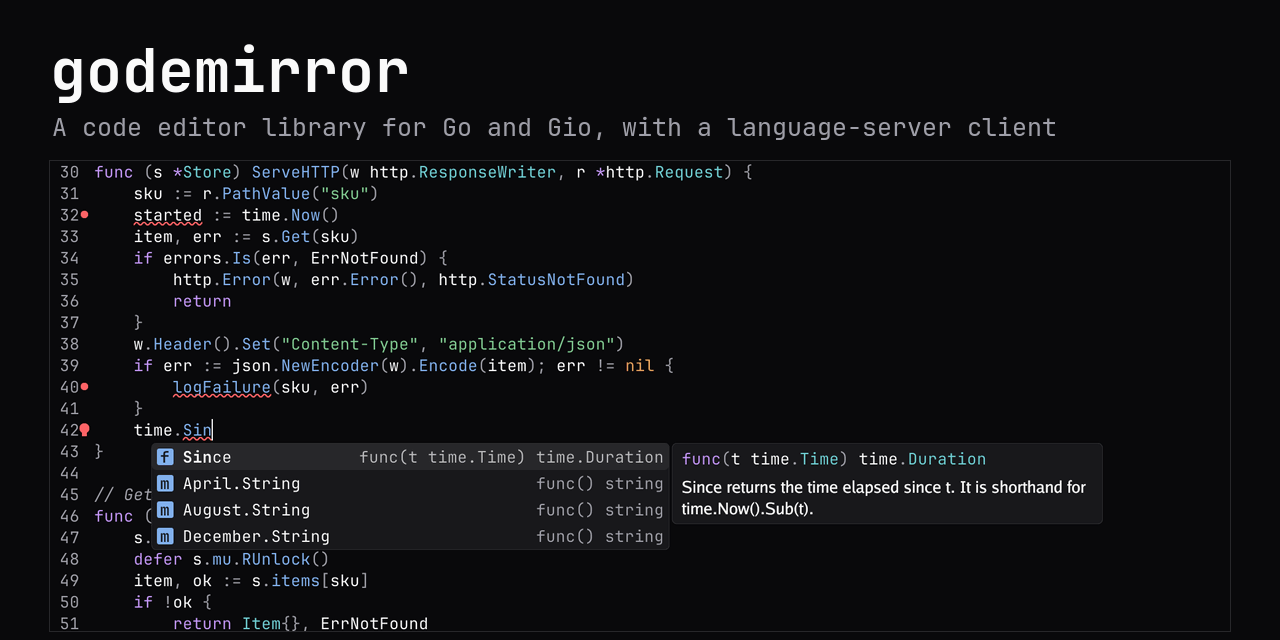 godemirror
A code editor library for Go and Gio, with a language-server client
30 func (s *Store) ServeHTTP(w http.ResponseWriter, r *http.Request) {
31     sku := r.PathValue("sku")
32     started := time.Now()
33     item, err := s.Get(sku)
34     if errors.Is(err, ErrNotFound) {
35         http.Error(w, err.Error(), http.StatusNotFound)
36         return
37     }
38     w.Header().Set("Content-Type", "application/json")
39     if err := json.NewEncoder(w).Encode(item); err != nil {
40         logFailure(sku, err)
41     }
42     time.Sin
43 }
f Since func(t time.Time) time.Duration
m April.String func() string
m August.String func() string
m December.String func() string
func(t time.Time) time.Duration
Since returns the time elapsed since t. It is shorthand for
time.Now().Sub(t).
44
45 // Get
46 func (
47     s.
48     defer s.mu.RUnlock()
49     item, ok := s.items[sku]
50     if !ok {
51         return Item{}, ErrNotFound